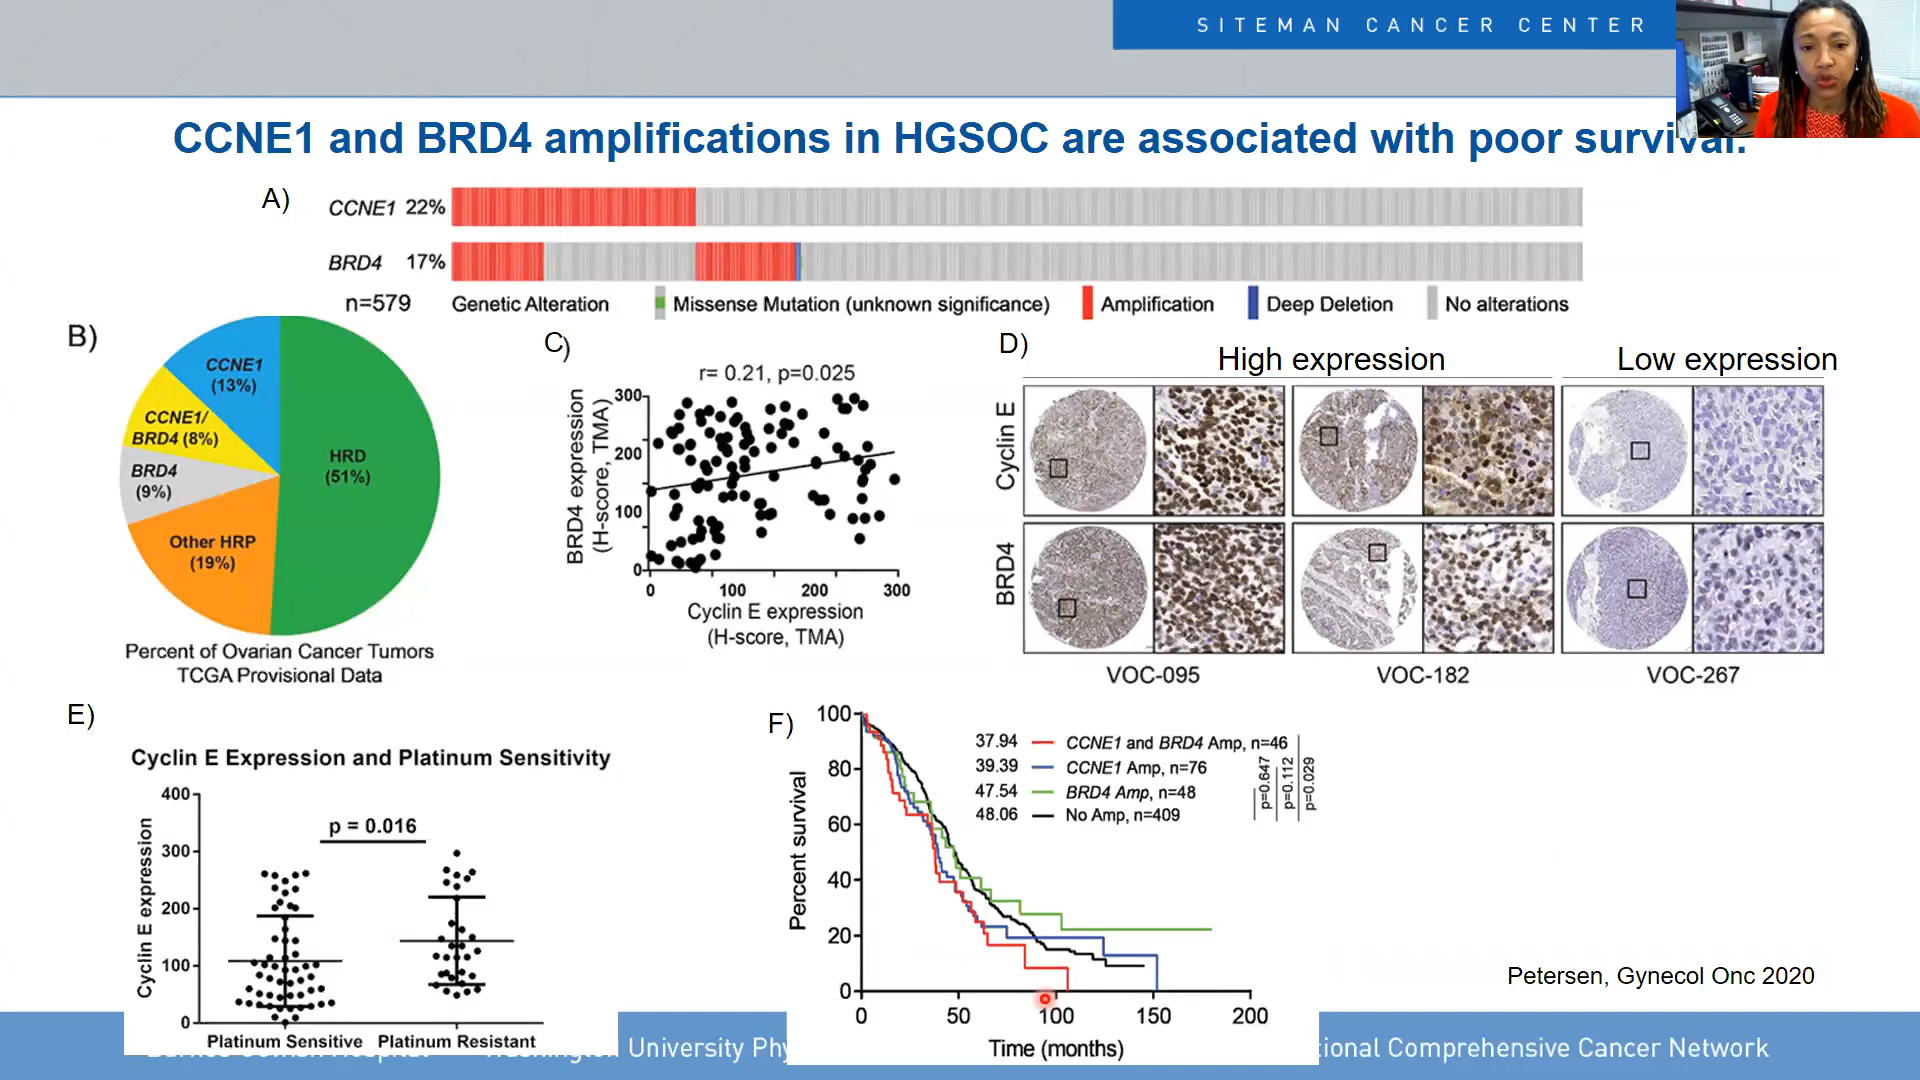 SITEMAN CANCER CENTER
CCNE1 and BRD4 amplifications in HGSOC are associated with poor survival.
A)
CCNE1 22%
BRD4 17%
n=579
Genetic Alteration
Missense Mutation (unknown significance)
Amplification
Deep Deletion
No alterations
B)
CCNE1
(13%)
CCNE1/
BRD4 (8%)
BRD4
(9%)
Other HRP
(19%)
HRD
(51%)
Percent of Ovarian Cancer Tumors
TCGA Provisional Data
C)
r= 0.21, p=0.025
BRD4 expression
(H-score, TMA)
300
200
100
0
0 100 200 300
Cyclin E expression
(H-score, TMA)
D)
High expression
Low expression
Cyclin E
BRD4
VOC-095
VOC-182
VOC-267
E)
Cyclin E Expression and Platinum Sensitivity
p = 0.016
Cyclin E expression
400
300
200
100
0
Platinum Sensitive
Platinum Resistant
F)
Percent survival
100
80
60
40
20
0
37.94 CCNE1 and BRD4 Amp, n=46
39.39 CCNE1 Amp, n=76
47.54 BRD4 Amp, n=48
48.06 No Amp, n=409
p=0.647
p=0.112
p=0.029
0 50 100 150 200
Time (months)
Petersen, Gynecol Onc 2020
University
Comprehensive Cancer Network